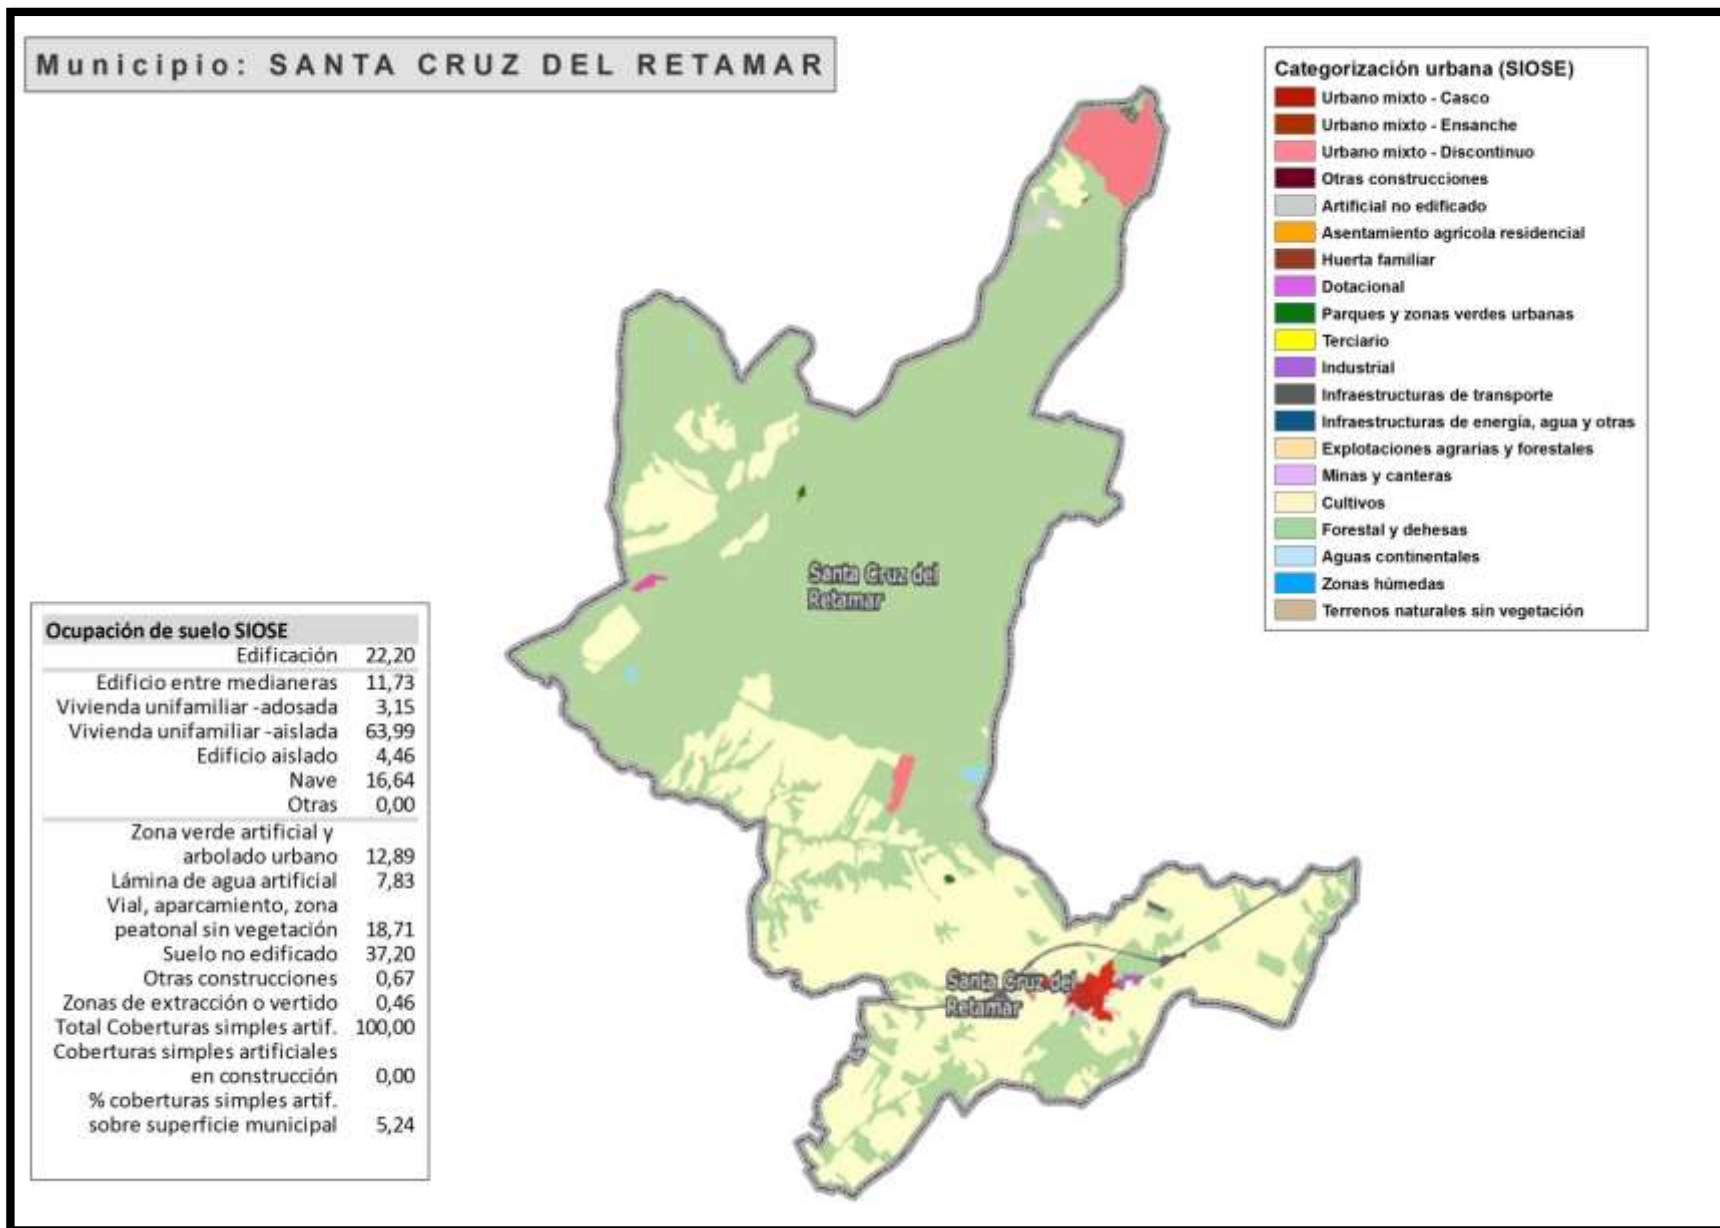 Municipio: SANTA CRUZ DEL RETAMAR
Categorización urbana (SIOSE)
Urbano mixto - Casco
Urbano mixto - Ensanche
Urbano mixto - Discontinuo
Otras construcciones
Artificial no edificado
Asentamiento agrícola residencial
Huerta familiar
Dotacional
Parques y zonas verdes urbanas
Terciario
Industrial
Infraestructuras de transporte
Infraestructuras de energía, agua y otras
Explotaciones agrarias y forestales
Minas y canteras
Cultivos
Forestal y dehesas
Aguas continentales
Zonas húmedas
Terrenos naturales sin vegetación
Santa Cruz del
Retamar
Ocupación de suelo SIOSE
Edificación 22,20
Edificio entre medianeras 11,73
Vivienda unifamiliar -adosada 3,15
Vivienda unifamiliar -aislada 63,99
Edificio aislado 4,46
Nave 16,64
Otras 0,00
Zona verde artificial y
arbolado urbano 12,89
Lámina de agua artificial 7,83
Vial, aparcamiento, zona
peatonal sin vegetación 18,71
Suelo no edificado 37,20
Otras construcciones 0,67
Zonas de extracción o vertido 0,46
Total Coberturas simples artif. 100,00
Coberturas simples artificiales
en construcción 0,00
% coberturas simples artif.
sobre superficie municipal 5,24
Santa Cruz del
Retamar